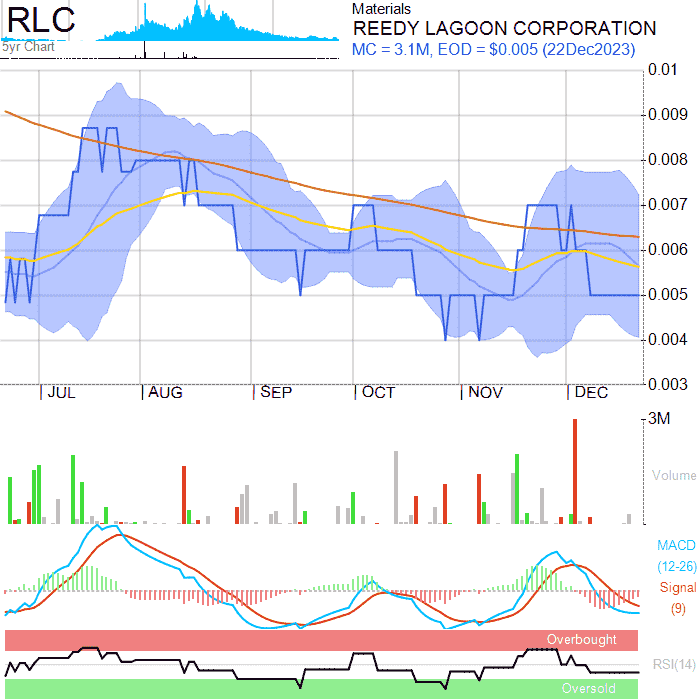 RLC
5yr Chart
Materials
REEDY LAGOON CORPORATION
MC = 3.1M, EOD = $0.005 (22Dec2023)
0.01
0.009
0.008
0.007
0.006
0.005
0.004
0.003
JUL AUG SEP OCT NOV DEC
3M
Volume
MACD
(12-26)
Signal
(9)
Overbought
RSI(14)
Oversold